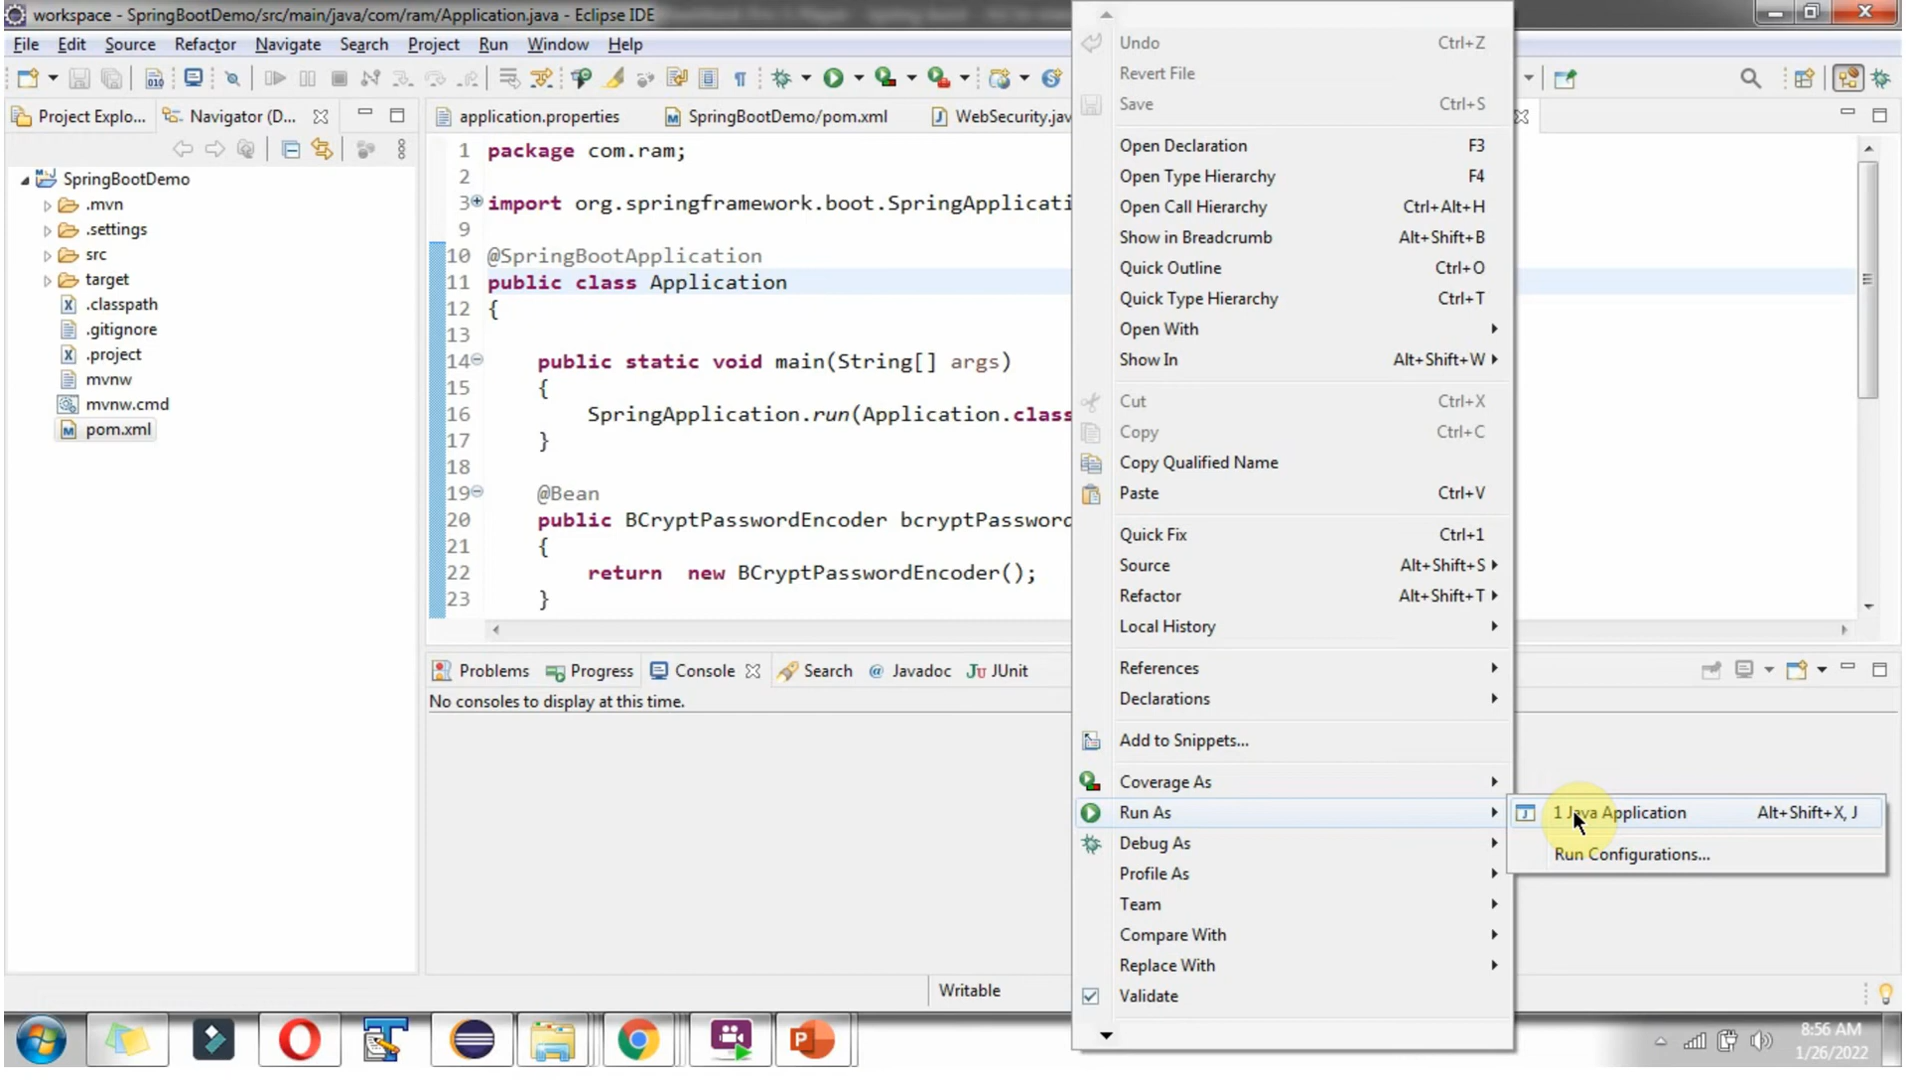 workspace - SpringBootDemo/src/main/java/com/ram/Application.java - Eclipse IDE
File Edit Source Refactor Navigate Search Project Run Window Help
Project Explo... Navigator (D...
SpringBootDemo
.mvn
.settings
src
target
.classpath
.gitignore
.project
mvnw
mvnw.cmd
pom.xml
application.properties SpringBootDemo/pom.xml WebSecurity.jav
1 package com.ram;
2
3 import org.springframework.boot.SpringApplicati
9
10 @SpringBootApplication
11 public class Application
12 {
13
14 public static void main(String[] args)
15 {
16 SpringApplication.run(Application.class
17 }
18
19 @Bean
20 public BCryptPasswordEncoder bcryptPassword
21 {
22 return new BCryptPasswordEncoder();
23 }
Problems Progress Console Search @ Javadoc Ju JUnit
No consoles to display at this time.
Writable
Undo Ctrl+Z
Revert File
Save Ctrl+S
Open Declaration F3
Open Type Hierarchy F4
Open Call Hierarchy Ctrl+Alt+H
Show in Breadcrumb Alt+Shift+B
Quick Outline Ctrl+O
Quick Type Hierarchy Ctrl+T
Open With
Show In Alt+Shift+W
Cut Ctrl+X
Copy Ctrl+C
Copy Qualified Name
Paste Ctrl+V
Quick Fix Ctrl+1
Source Alt+Shift+S
Refactor Alt+Shift+T
Local History
References
Declarations
Add to Snippets...
Coverage As
Run As
Debug As
Profile As
Team
Compare With
Replace With
Validate
1 Java Application Alt+Shift+X, J
Run Configurations...
8:56 AM
1/26/2022